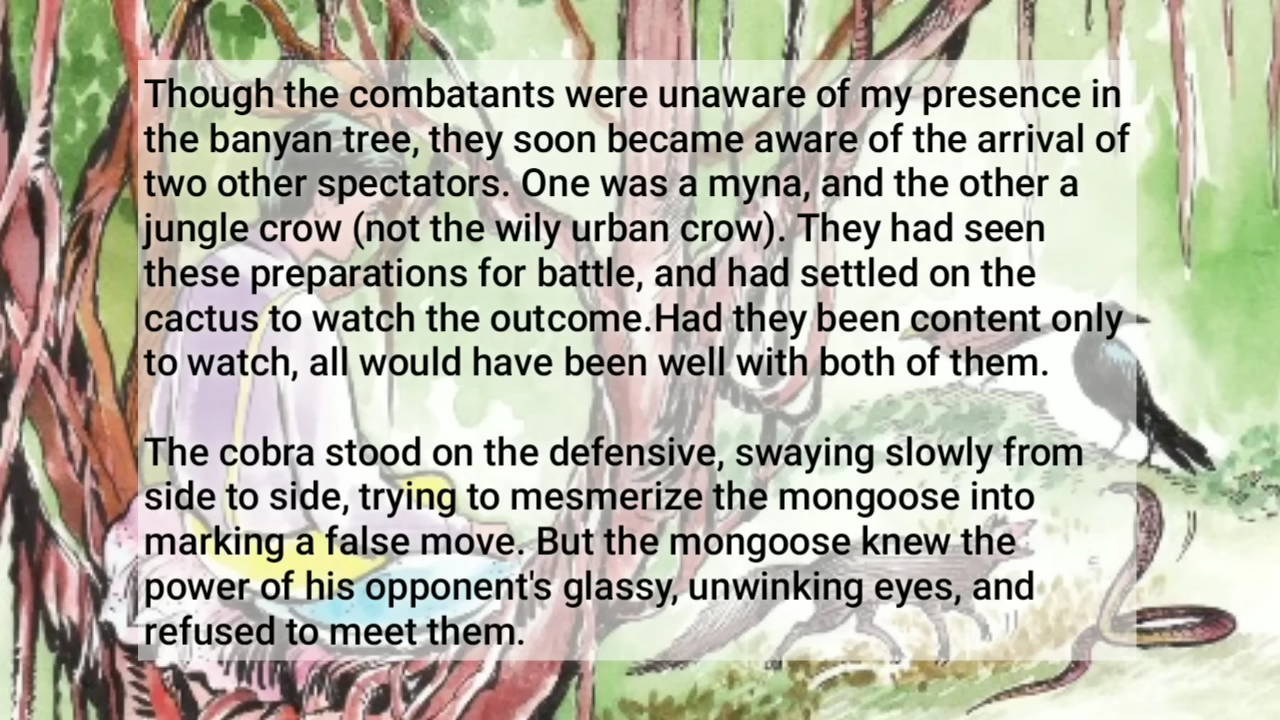 Though the combatants were unaware of my presence in
the banyan tree, they soon became aware of the arrival of
two other spectators. One was a myna, and the other a
jungle crow (not the wily urban crow). They had seen
these preparations for battle, and had settled on the
cactus to watch the outcome.Had they been content only
to watch, all would have been well with both of them.
The cobra stood on the defensive, swaying slowly from
side to side, trying to mesmerize the mongoose into
marking a false move. But the mongoose knew the
power of his opponent's glassy, unwinking eyes, and
refused to meet them.